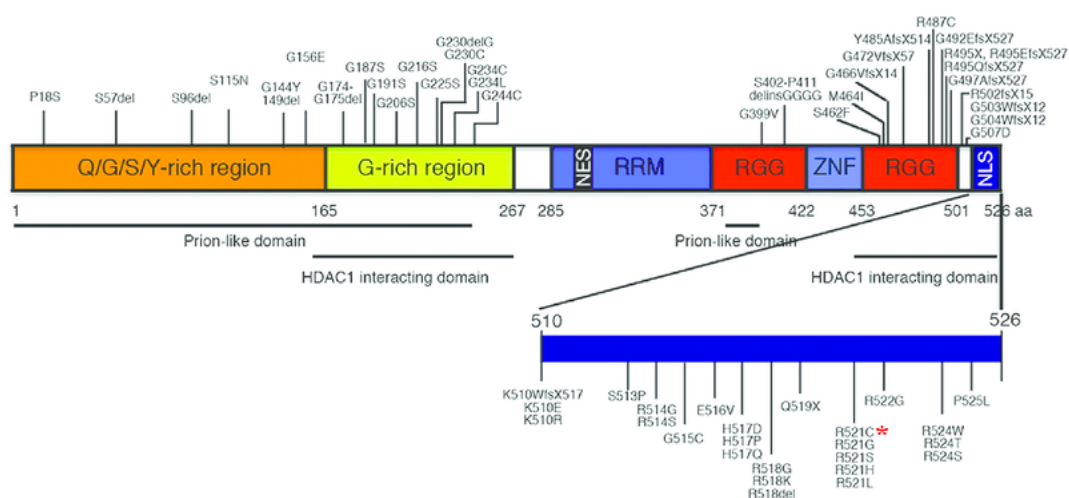 R487C
G230delG
G230C
Y485AfsX514
G492EfsX527
G156E
G187S
G216S
G234C
G472VfsX57
R495X, R495EfsX527
S115N
G174-
G175del
G191S
G225S
G234L
S402-P411
delinsGGGG
G466VfsX14
R495QfsX527
G497AfsX527
P18S
S57del
S96del
G144Y
149del
G206S
G244C
G399V
M464I
S462F
R502fsX15
G503WfsX12
G504WfsX12
G507D
Q/G/S/Y-rich region
G-rich region
NES
RRM
RGG
ZNF
RGG
NLS
1 165 267 285 371 422 453 501 526 aa
Prion-like domain
Prion-like domain
HDAC1 interacting domain
HDAC1 interacting domain
510 526
K510WfsX517
K510E
K510R
S513P
R514G
R514S
G515C
E516V
H517D
H517P
H517Q
R518G
R518K
R518del
Q519X
R521C *
R521G
R521S
R521H
R521L
R522G
R524W
R524T
R524S
P525L